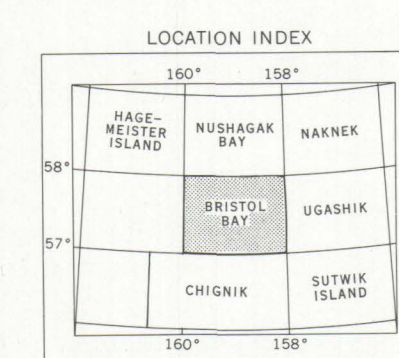 LOCATION INDEX
160° 158°
HAGE-
MEISTER
ISLAND
NUSHAGAK
BAY
NAKNEK
58°
BRISTOL
BAY
UGASHIK
57°
CHIGNIK
SUTWIK
ISLAND
160° 158°